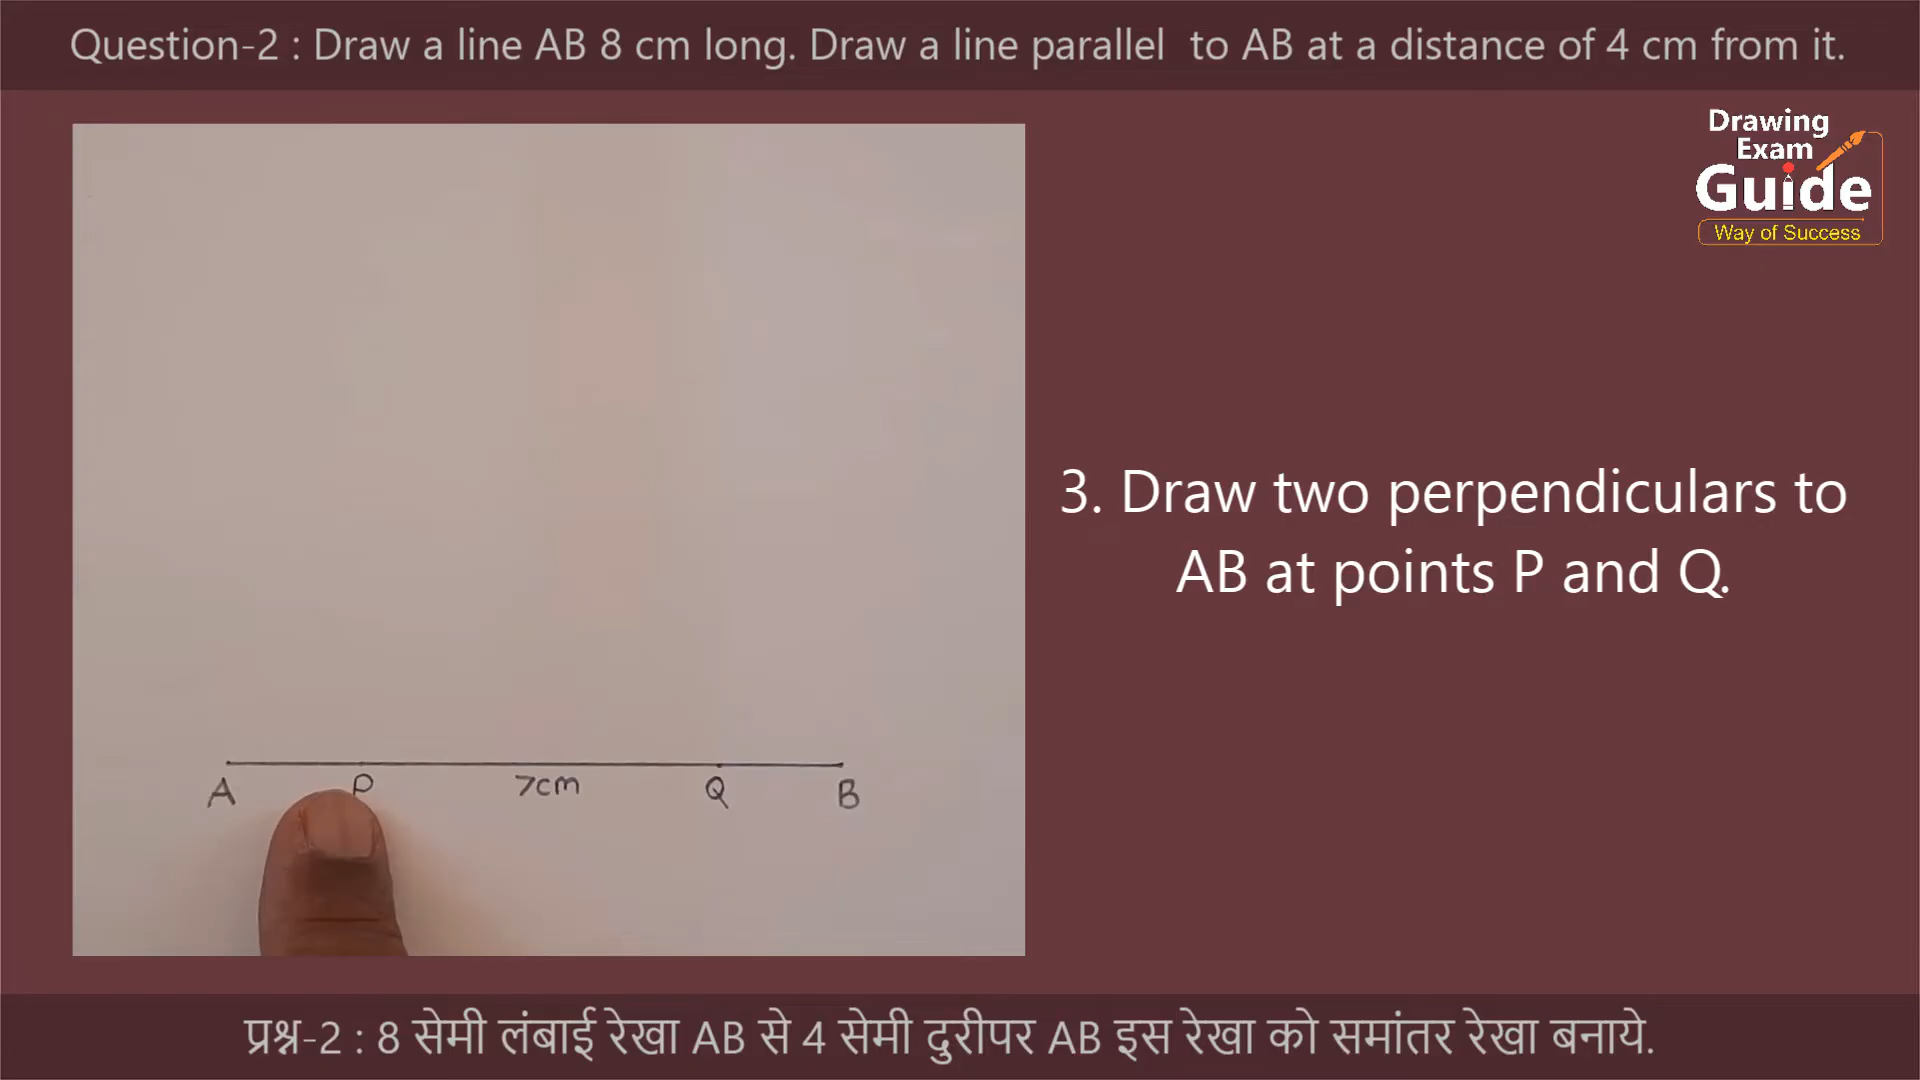 Question-2 : Draw a line AB 8 cm long. Draw a line parallel to AB at a distance of 4 cm from it.
Drawing
Exam
Guide
Way of Success
3. Draw two perpendiculars to
AB at points P and Q.
A P 7cm Q B
प्रश्न-2 : 8 सेमी लंबाई रेखा AB से 4 सेमी दुरीपर AB इस रेखा को समांतर रेखा बनाये.